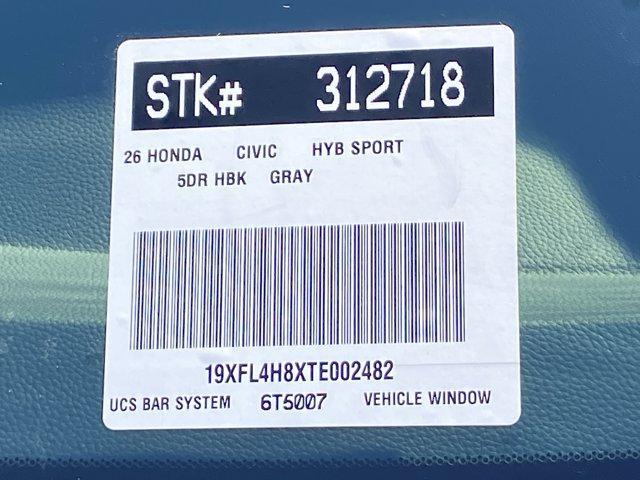 STK# 312718
26 HONDA CIVIC HYB SPORT
5DR HBK GRAY
19XFL4H8XTE002482
UCS BAR SYSTEM 6T5007 VEHICLE WINDOW